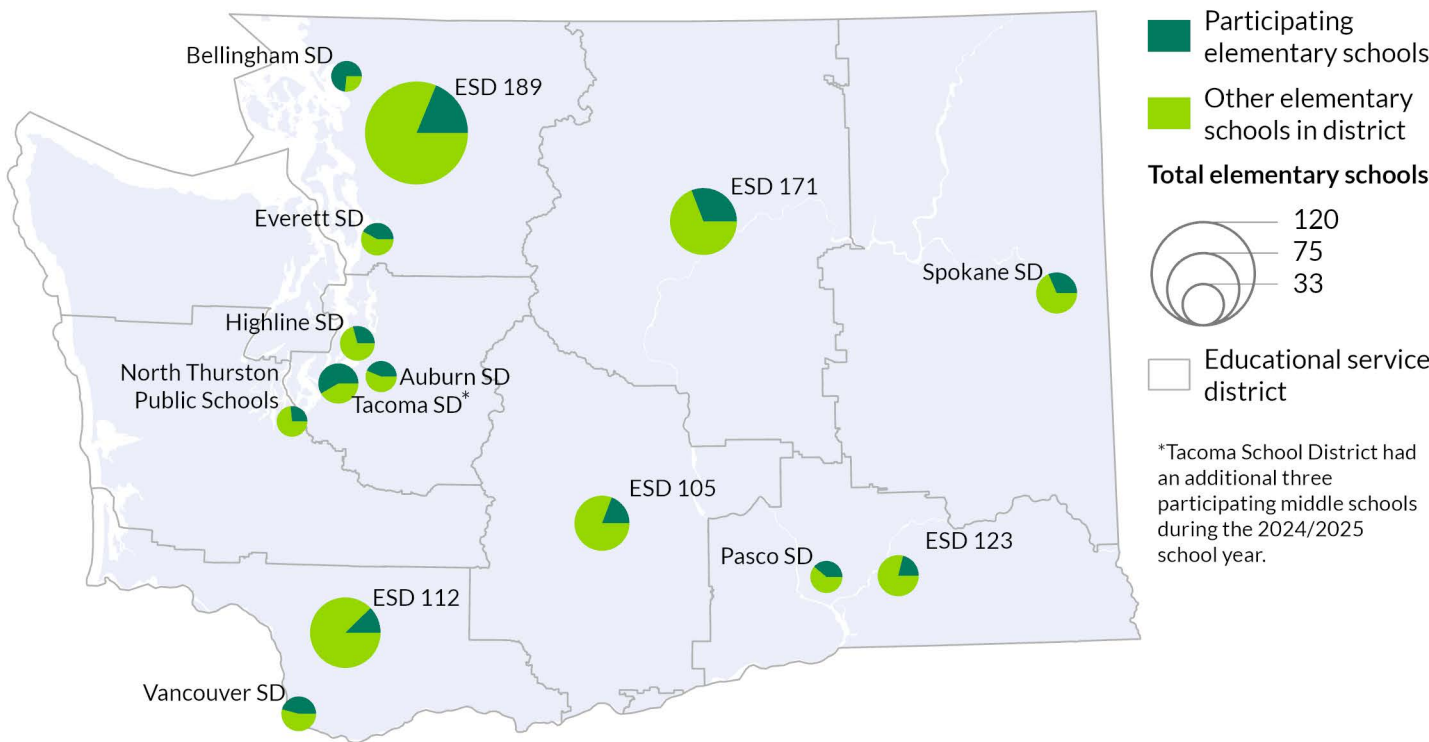 Bellingham SD
ESD 189
ESD 171
Everett SD
Spokane SD
Highline SD
North Thurston
Public Schools
Auburn SD
Tacoma SD*
ESD 105
Pasco SD
ESD 123
ESD 112
Vancouver SD
Participating
elementary schools
Other elementary
schools in district
Total elementary schools
120
75
33
Educational service
district
*Tacoma School District had
an additional three
participating middle schools
during the 2024/2025
school year.